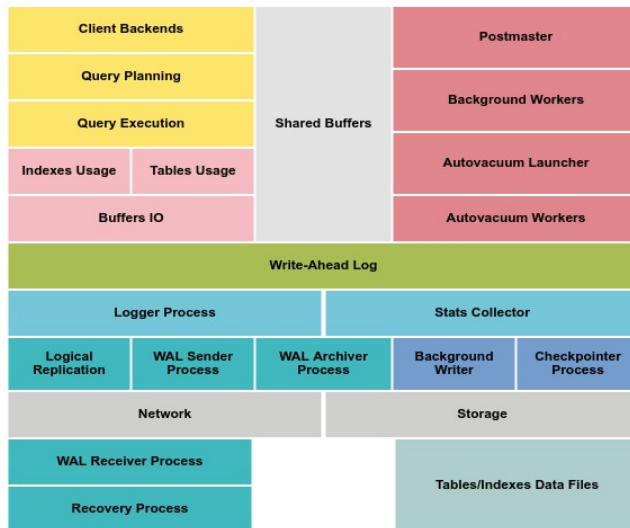 Client Backends
Query Planning
Query Execution
Indexes Usage
Tables Usage
Buffers IO
Shared Buffers
Postmaster
Background Workers
Autovacuum Launcher
Autovacuum Workers
Write-Ahead Log
Logger Process
Stats Collector
Logical
Replication
WAL Sender
Process
WAL Archiver
Process
Background
Writer
Checkpointer
Process
Network
Storage
WAL Receiver Process
Recovery Process
Tables/Indexes Data Files